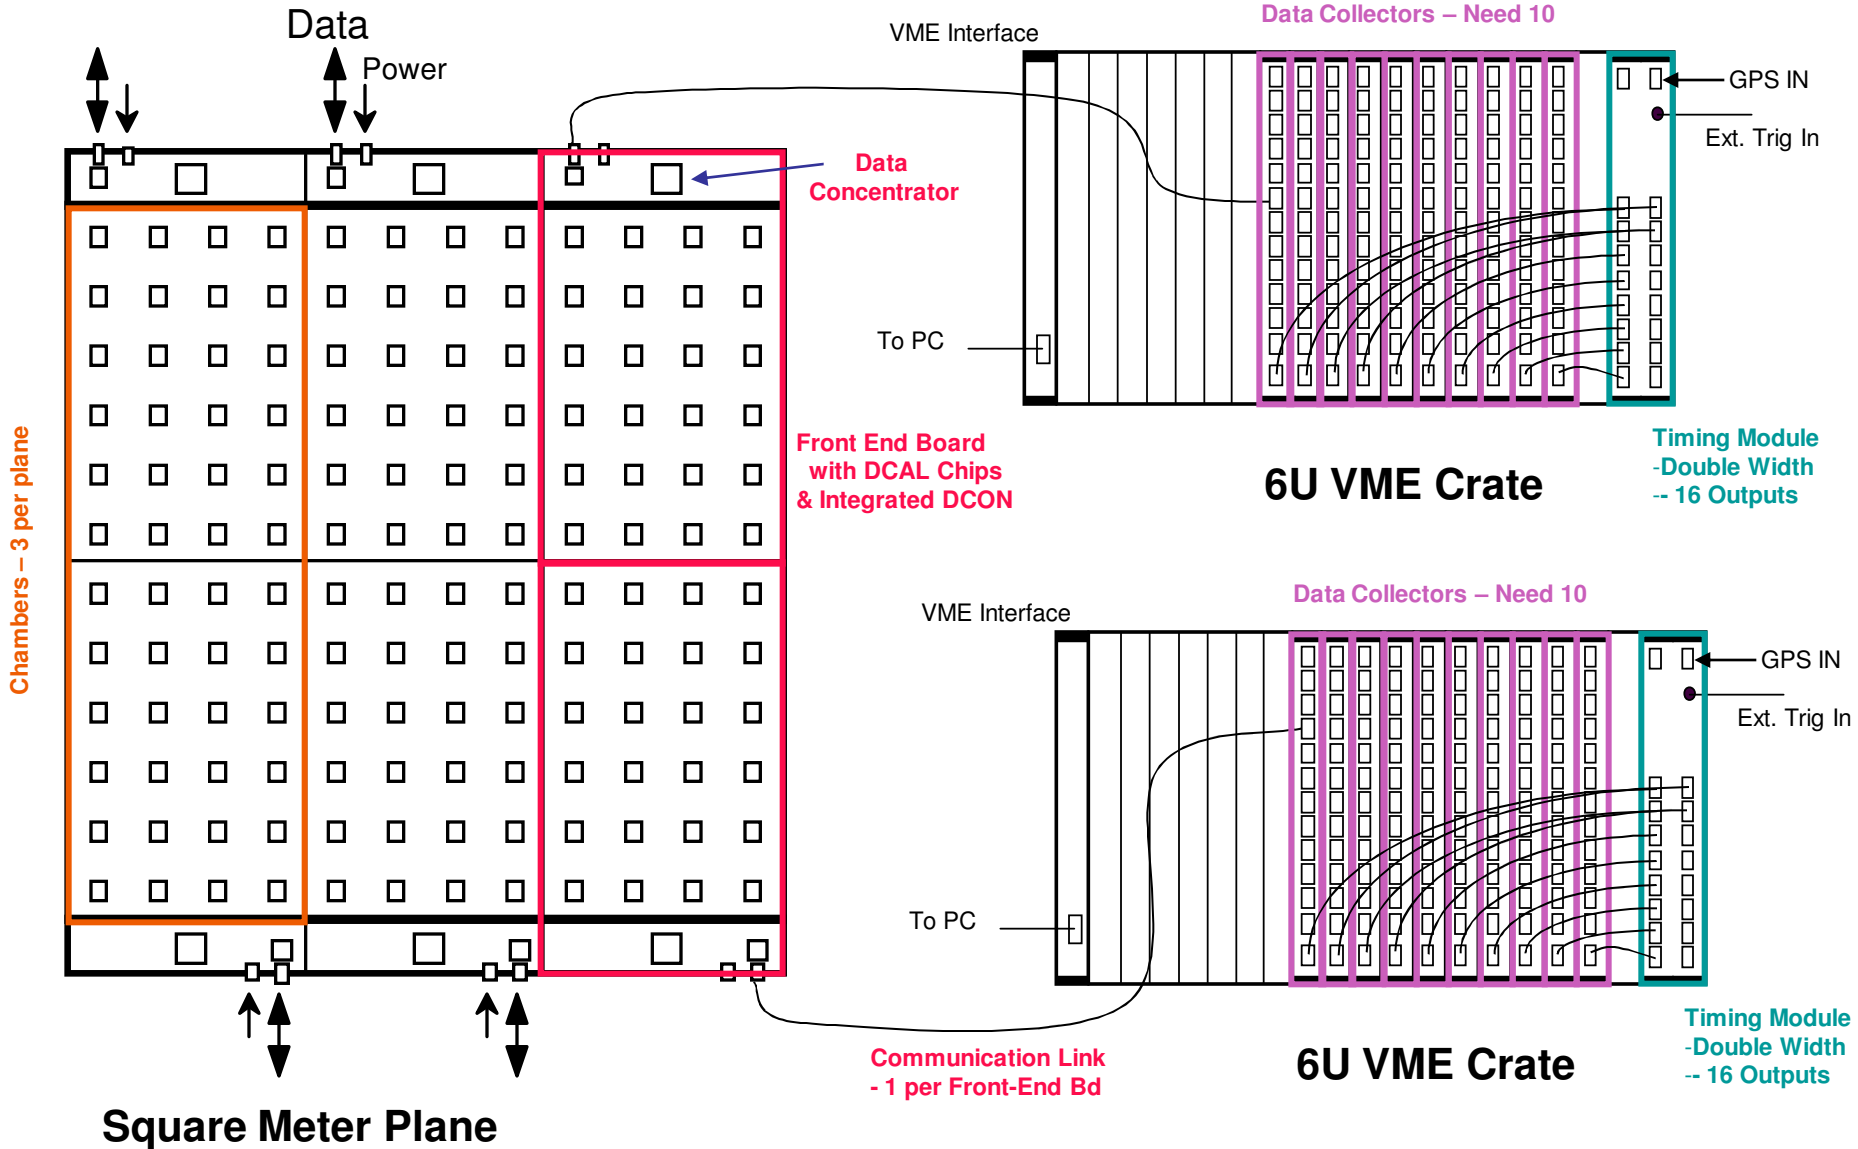 Data
Power
Data
Concentrator
Chambers – 3 per plane
Front End Board
with DCAL Chips
& Integrated DCON
Communication Link
- 1 per Front-End Bd
Square Meter Plane
Data Collectors – Need 10
VME Interface
GPS IN
Ext. Trig In
To PC
6U VME Crate
Timing Module
-Double Width
-- 16 Outputs
Data Collectors – Need 10
VME Interface
GPS IN
Ext. Trig In
To PC
6U VME Crate
Timing Module
-Double Width
-- 16 Outputs